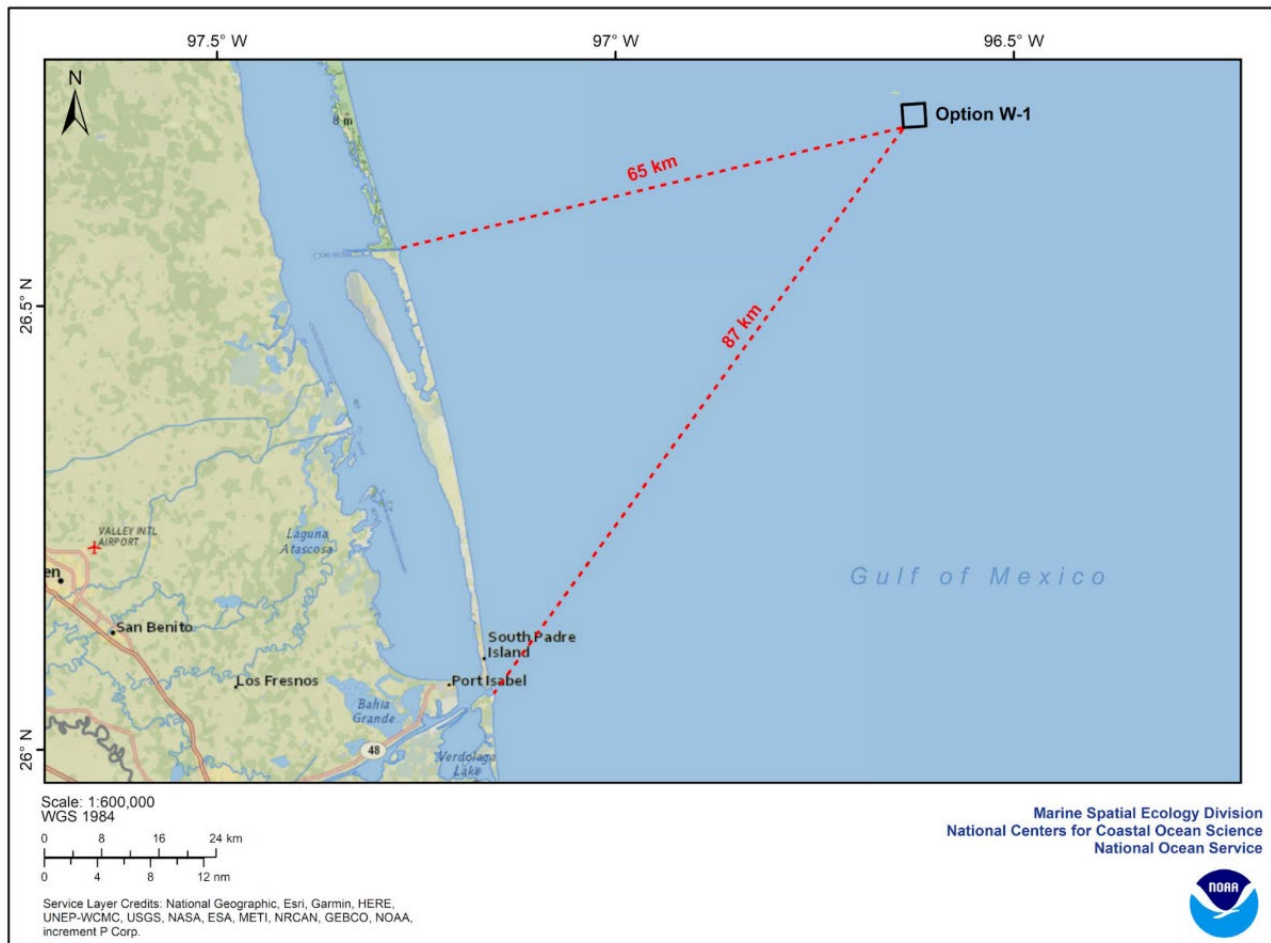 97.5° W
97° W
96.5° W
N
Option W-1
65 km
26.5° N
87 km
VALLEY INTL
AIRPORT
Laguna
Atascosa
en
Gulf of Mexico
San Benito
South Padre
Island
Los Fresnos
Port Isabel
Bahia
Grande
48
Verdolaga
Lake
26° N
Scale: 1:600,000
WGS 1984
0 8 16 24 km
0 4 8 12 nm
Marine Spatial Ecology Division
National Centers for Coastal Ocean Science
National Ocean Service
NOAA
Service Layer Credits: National Geographic, Esri, Garmin, HERE,
UNEP-WCMC, USGS, NASA, ESA, METI, NRCAN, GEBCO, NOAA,
increment P Corp.